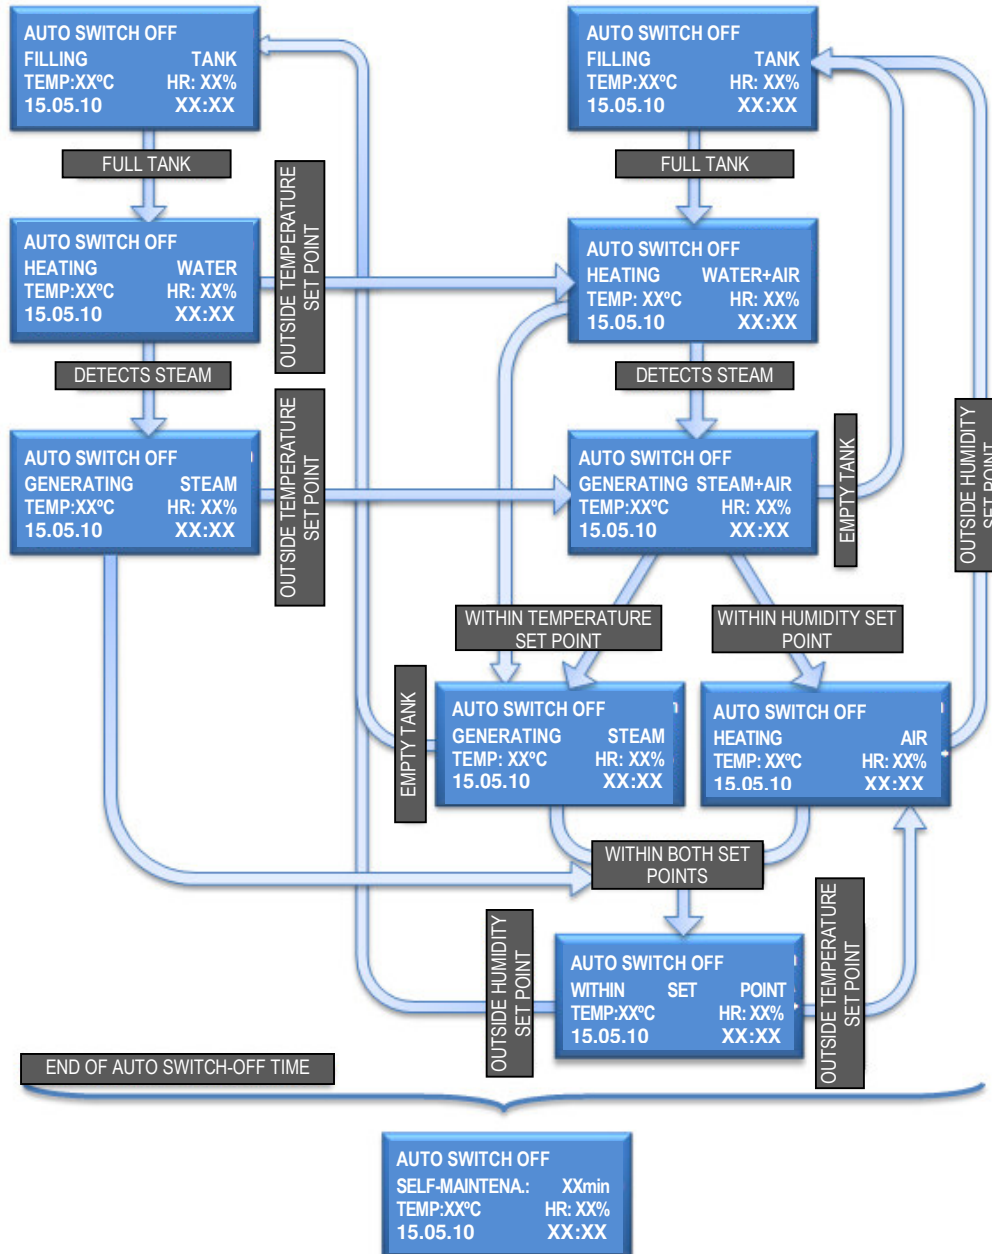 AUTO SWITCH OFF
FILLING TANK
TEMP:XXºC HR: XX%
15.05.10 XX:XX
AUTO SWITCH OFF
FILLING TANK
TEMP:XXºC HR: XX%
15.05.10 XX:XX
FULL TANK
FULL TANK
OUTSIDE TEMPERATURE
SET POINT
AUTO SWITCH OFF
HEATING WATER
TEMP:XXºC HR: XX%
15.05.10 XX:XX
AUTO SWITCH OFF
HEATING WATER+AIR
TEMP: XXºC HR: XX%
15.05.10 XX:XX
DETECTS STEAM
DETECTS STEAM
OUTSIDE TEMPERATURE
SET POINT
OUTSIDE HUMIDITY
SET POINT
AUTO SWITCH OFF
GENERATING STEAM
TEMP:XXºC HR: XX%
15.05.10 XX:XX
AUTO SWITCH OFF
GENERATING STEAM+AIR
TEMP:XXºC HR: XX%
15.05.10 XX:XX
EMPTY TANK
WITHIN TEMPERATURE
SET POINT
WITHIN HUMIDITY SET
POINT
EMPTY TANK
AUTO SWITCH OFF
GENERATING STEAM
TEMP: XXºC HR: XX%
15.05.10 XX:XX
AUTO SWITCH OFF
HEATING AIR
TEMP: XXºC HR: XX%
15.05.10 XX:XX
WITHIN BOTH SET
POINTS
OUTSIDE HUMIDITY
SET POINT
OUTSIDE TEMPERATURE
SET POINT
AUTO SWITCH OFF
WITHIN SET POINT
TEMP:XXºC HR: XX%
15.05.10 XX:XX
END OF AUTO SWITCH-OFF TIME
AUTO SWITCH OFF
SELF-MAINTENA.: XXmin
TEMP:XXºC HR: XX%
15.05.10 XX:XX